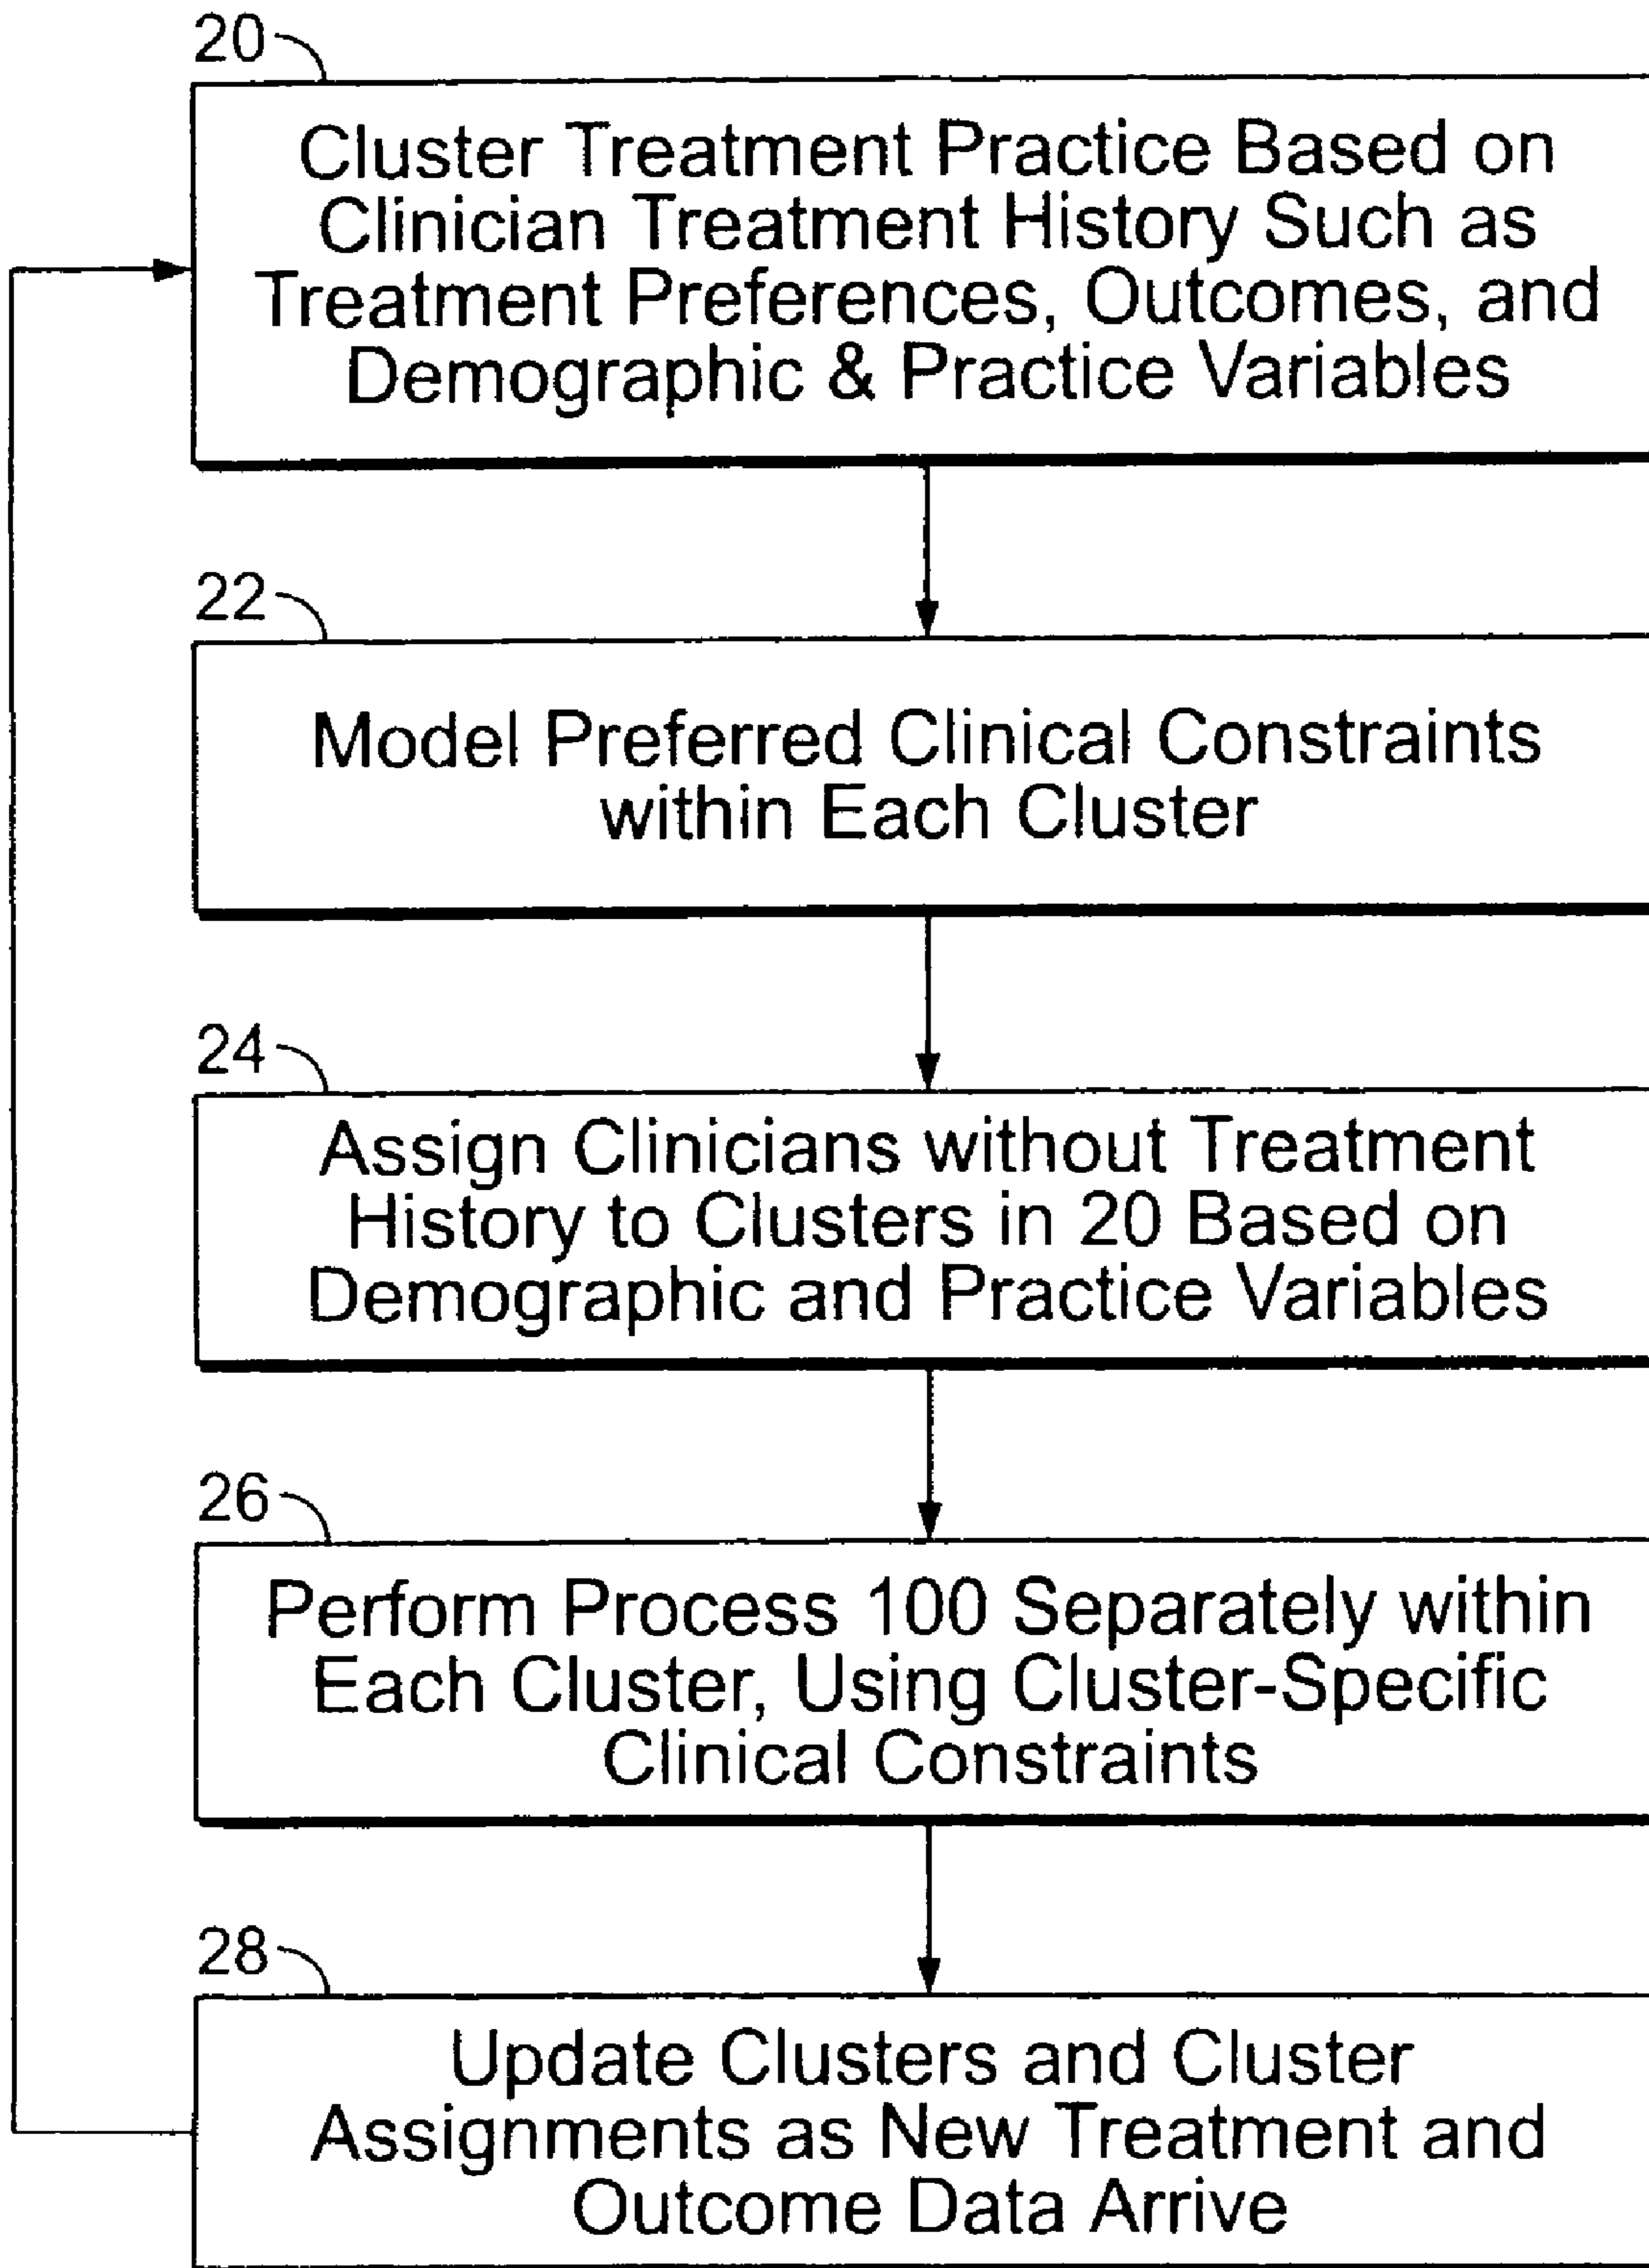 20
Cluster Treatment Practice Based on
Clinician Treatment History Such as
Treatment Preferences, Outcomes, and
Demographic & Practice Variables
22
Model Preferred Clinical Constraints
within Each Cluster
24
Assign Clinicians without Treatment
History to Clusters in 20 Based on
Demographic and Practice Variables
26
Perform Process 100 Separately within
Each Cluster, Using Cluster-Specific
Clinical Constraints
28
Update Clusters and Cluster
Assignments as New Treatment and
Outcome Data Arrive